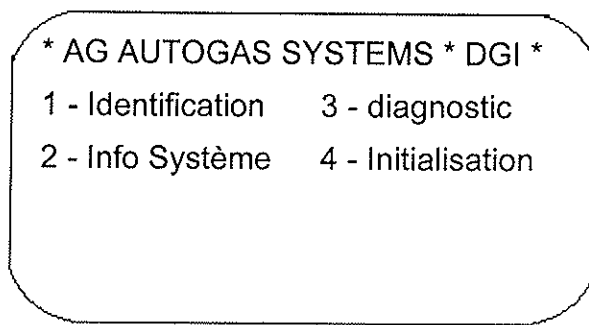 * AG AUTOGAS SYSTEMS * DGI *
1 - Identification 3 - diagnostic
2 - Info Système 4 - Initialisation